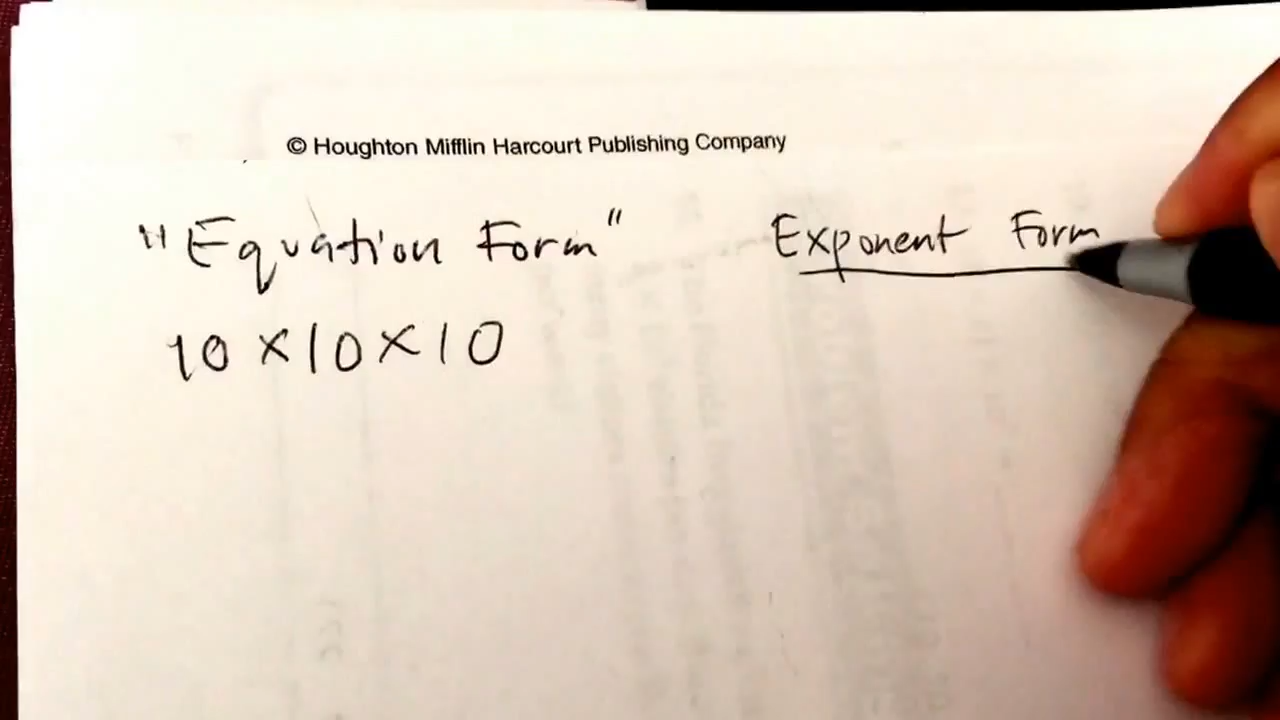 © Houghton Mifflin Harcourt Publishing Company
"Equation Form" Exponent Form
10 × 10 × 10